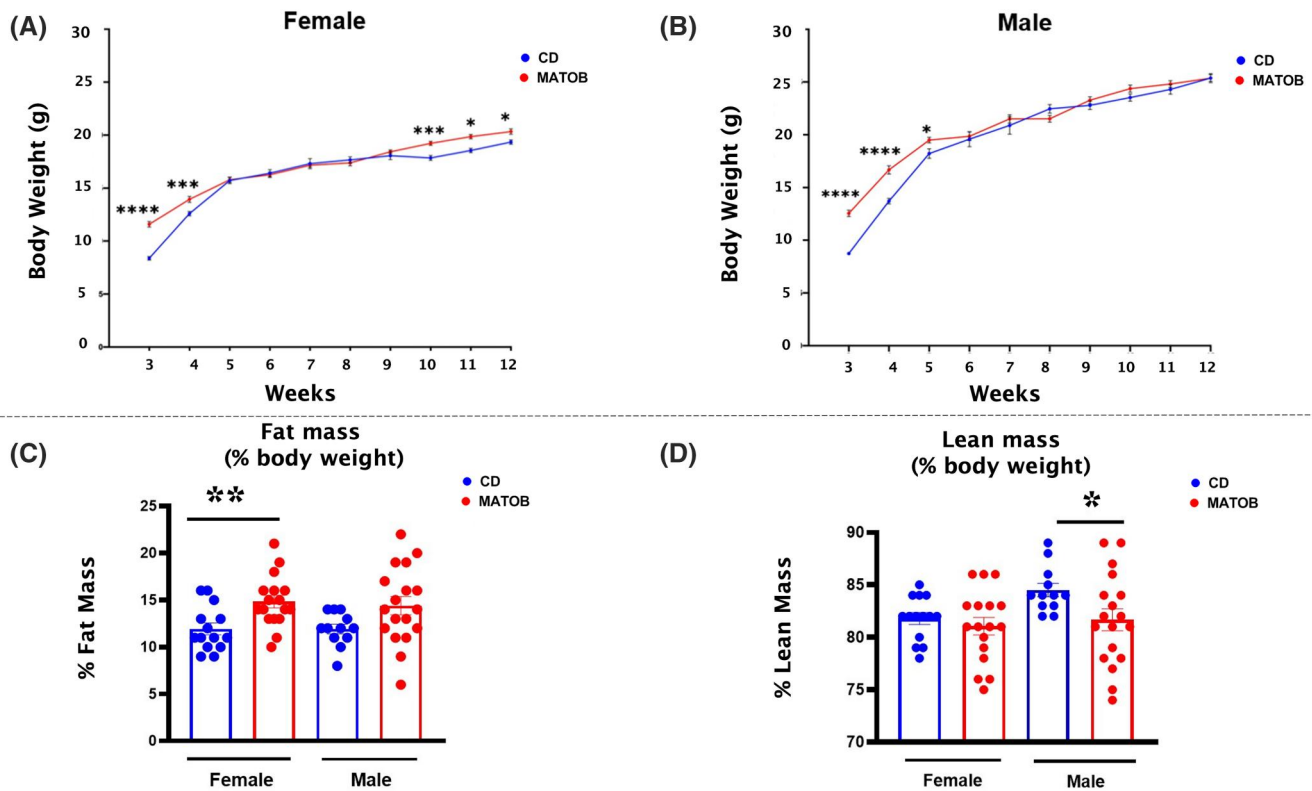 (A)
Female
30
25
20
15
10
5
5
0
Body Weight (g)
****
***
***
*
*
CD
MATOB
3 4 5 6 7 8 9 10 11 12
Weeks
(B)
Male
30
25
20
15
10
5
0
Body Weight (g)
****
****
*
CD
MATOB
3 4 5 6 7 8 9 10 11 12
Weeks
(C)
Fat mass
(% body weight)
CD
MATOB
**
25
20
15
10
5
0
% Fat Mass
Female Male
(D)
Lean mass
(% body weight)
CD
MATOB
*
90
85
80
75
70
% Lean Mass
Female Male